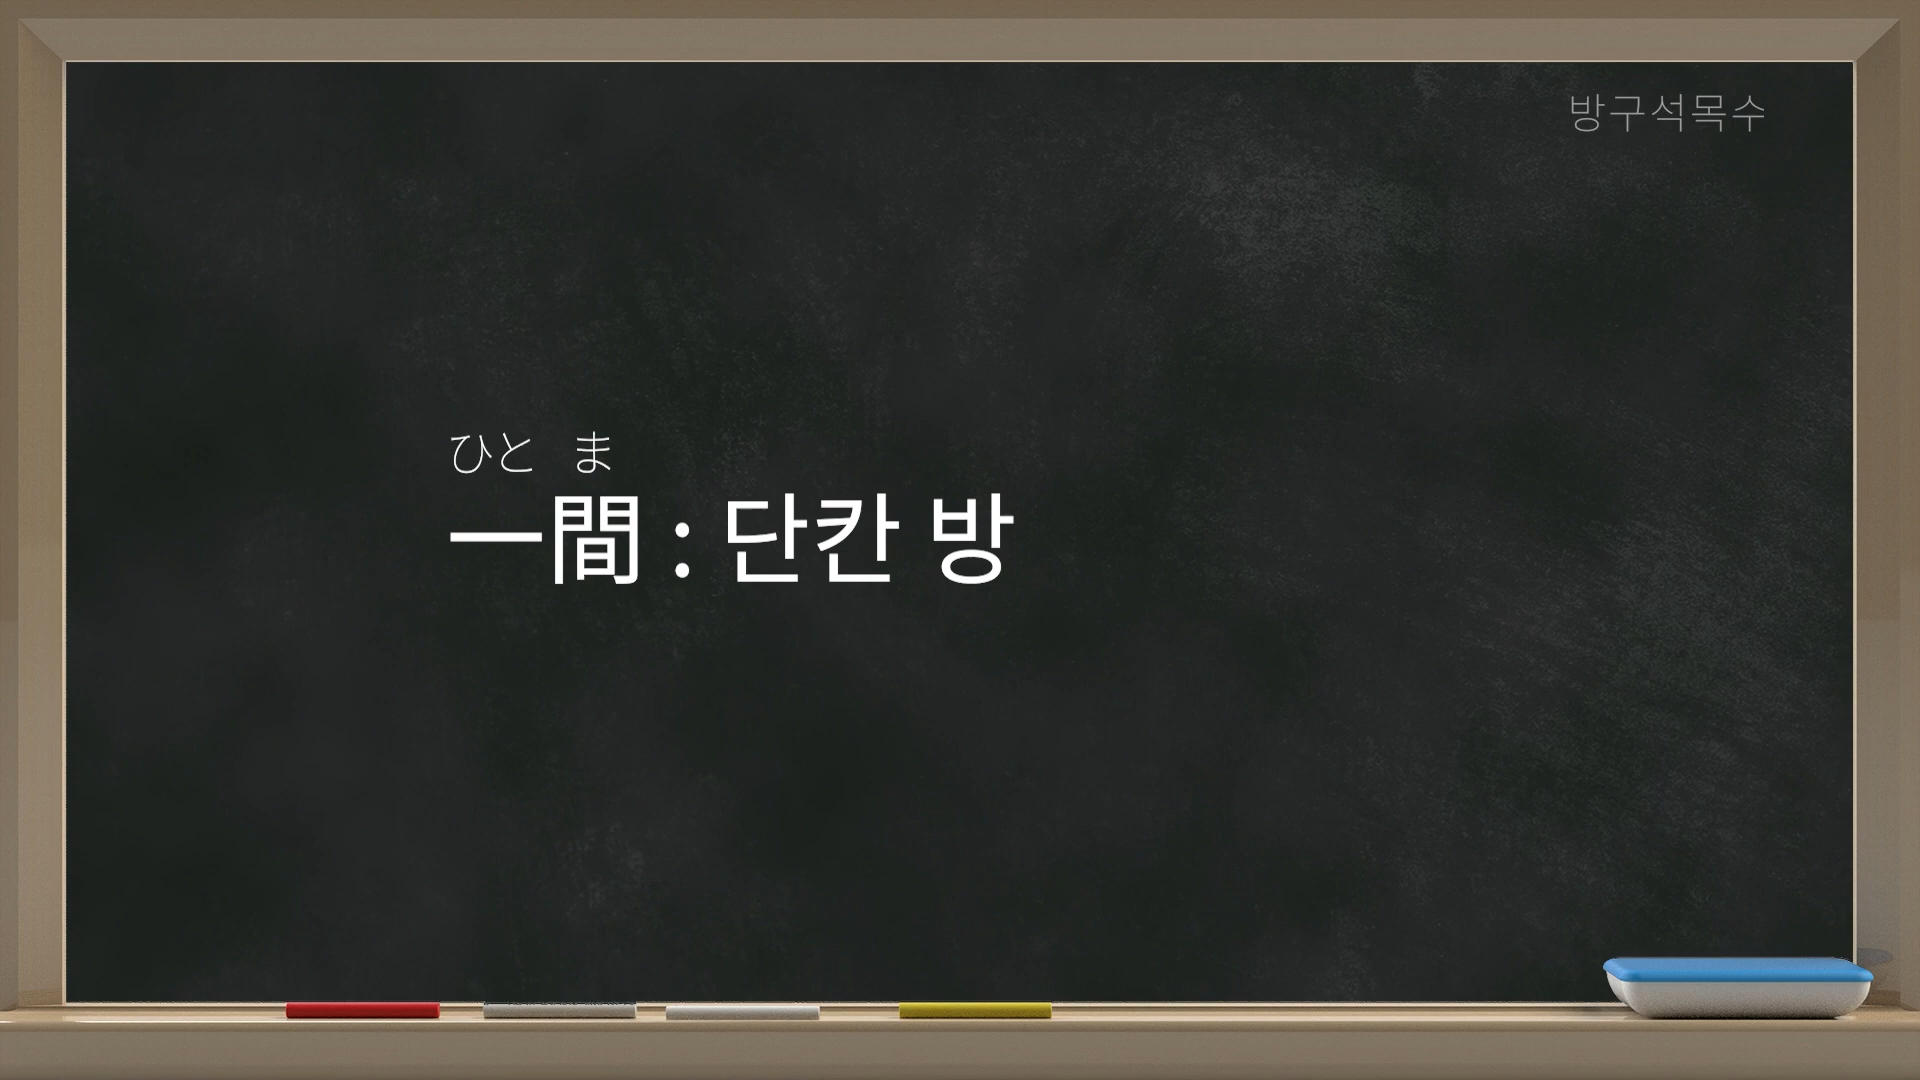 방구석목수
ひと ま
一間 : 단칸 방